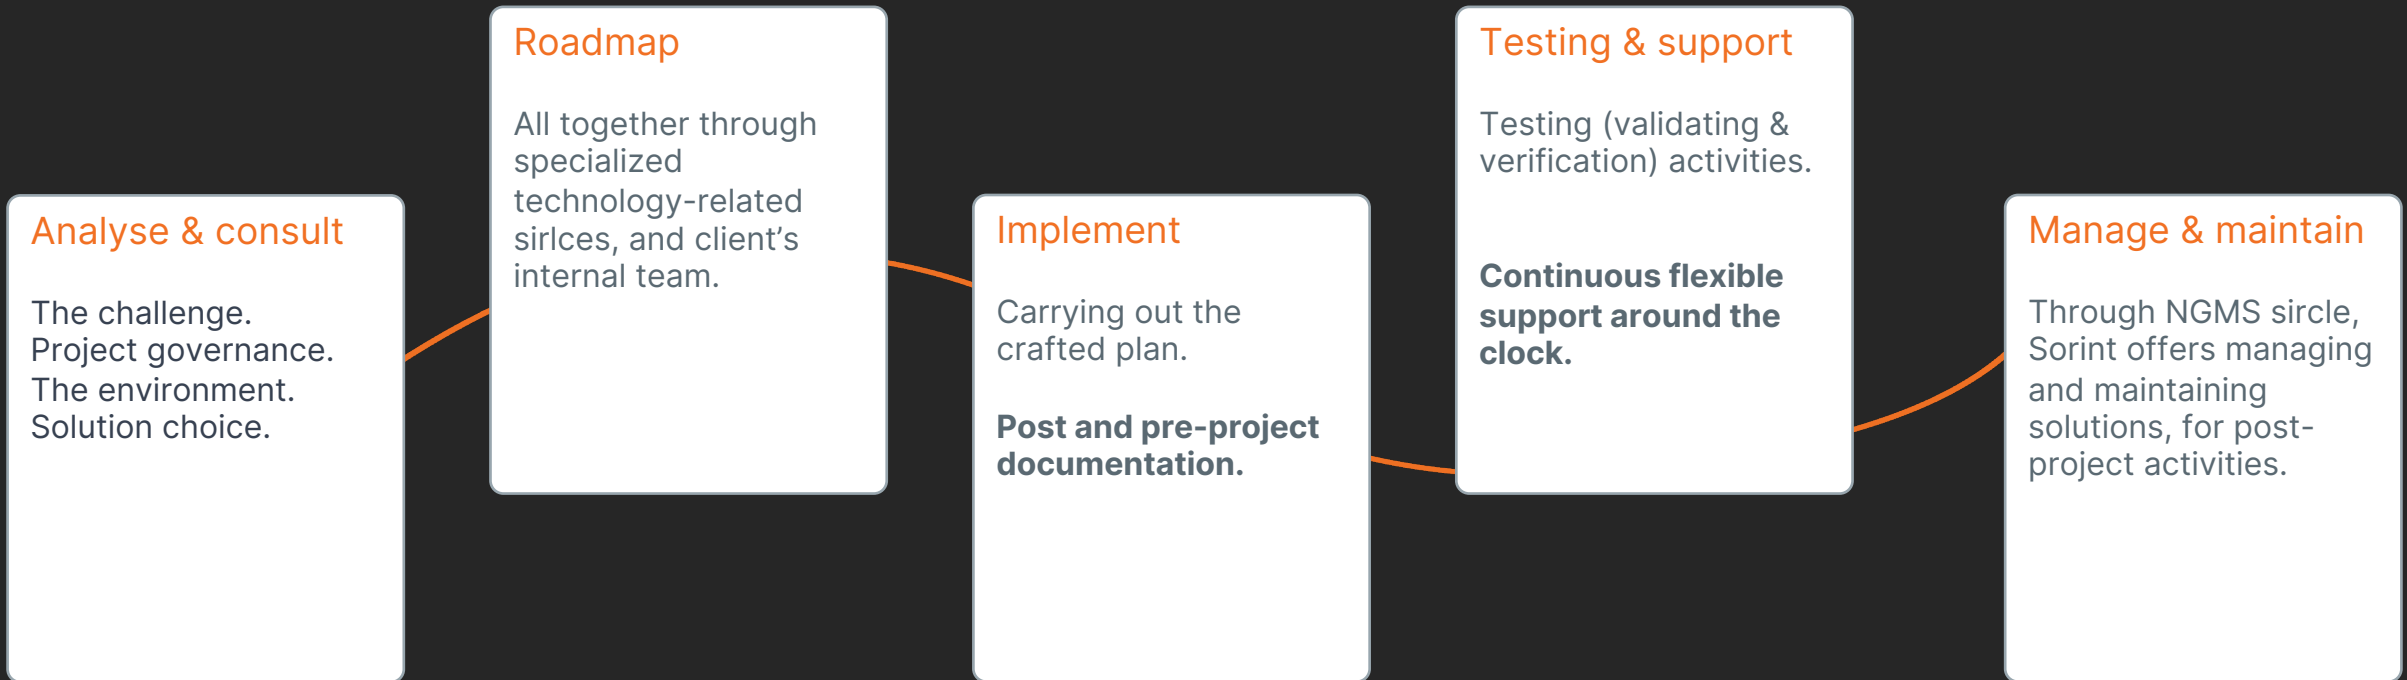 Analyse & consult
The challenge.
Project governance.
The environment.
Solution choice.
Roadmap
All together through
specialized
technology-related
sirlces, and client’s
internal team.
Implement
Carrying out the
crafted plan.
Post and pre-project
documentation.
Testing & support
Testing (validating &
verification) activities.
Continuous flexible
support around the
clock.
Manage & maintain
Through NGMS sircle,
Sorint offers managing
and maintaining
solutions, for post-
project activities.